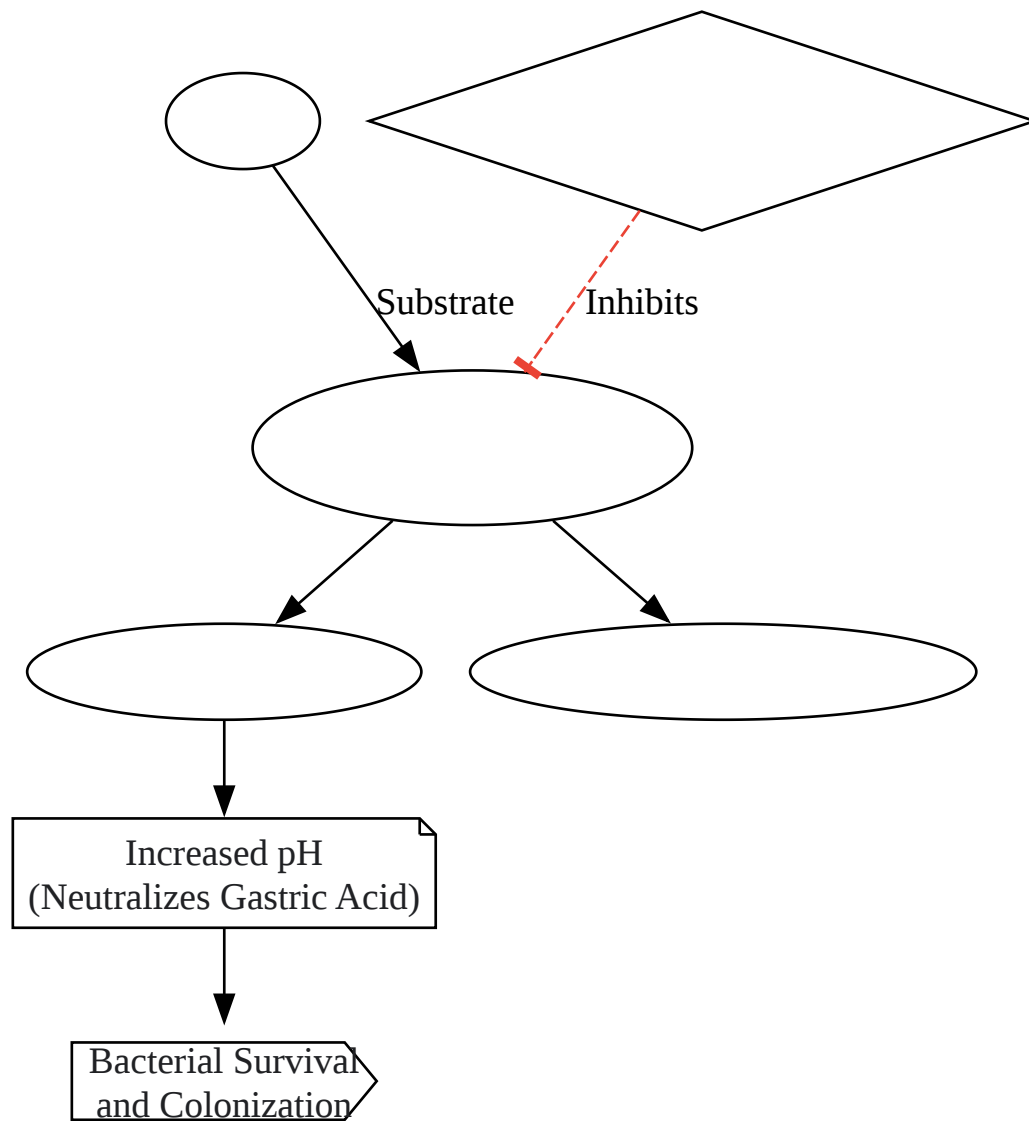 Substrate
Inhibits
Increased pH
(Neutralizes Gastric Acid)
Bacterial Survival
and Colonization